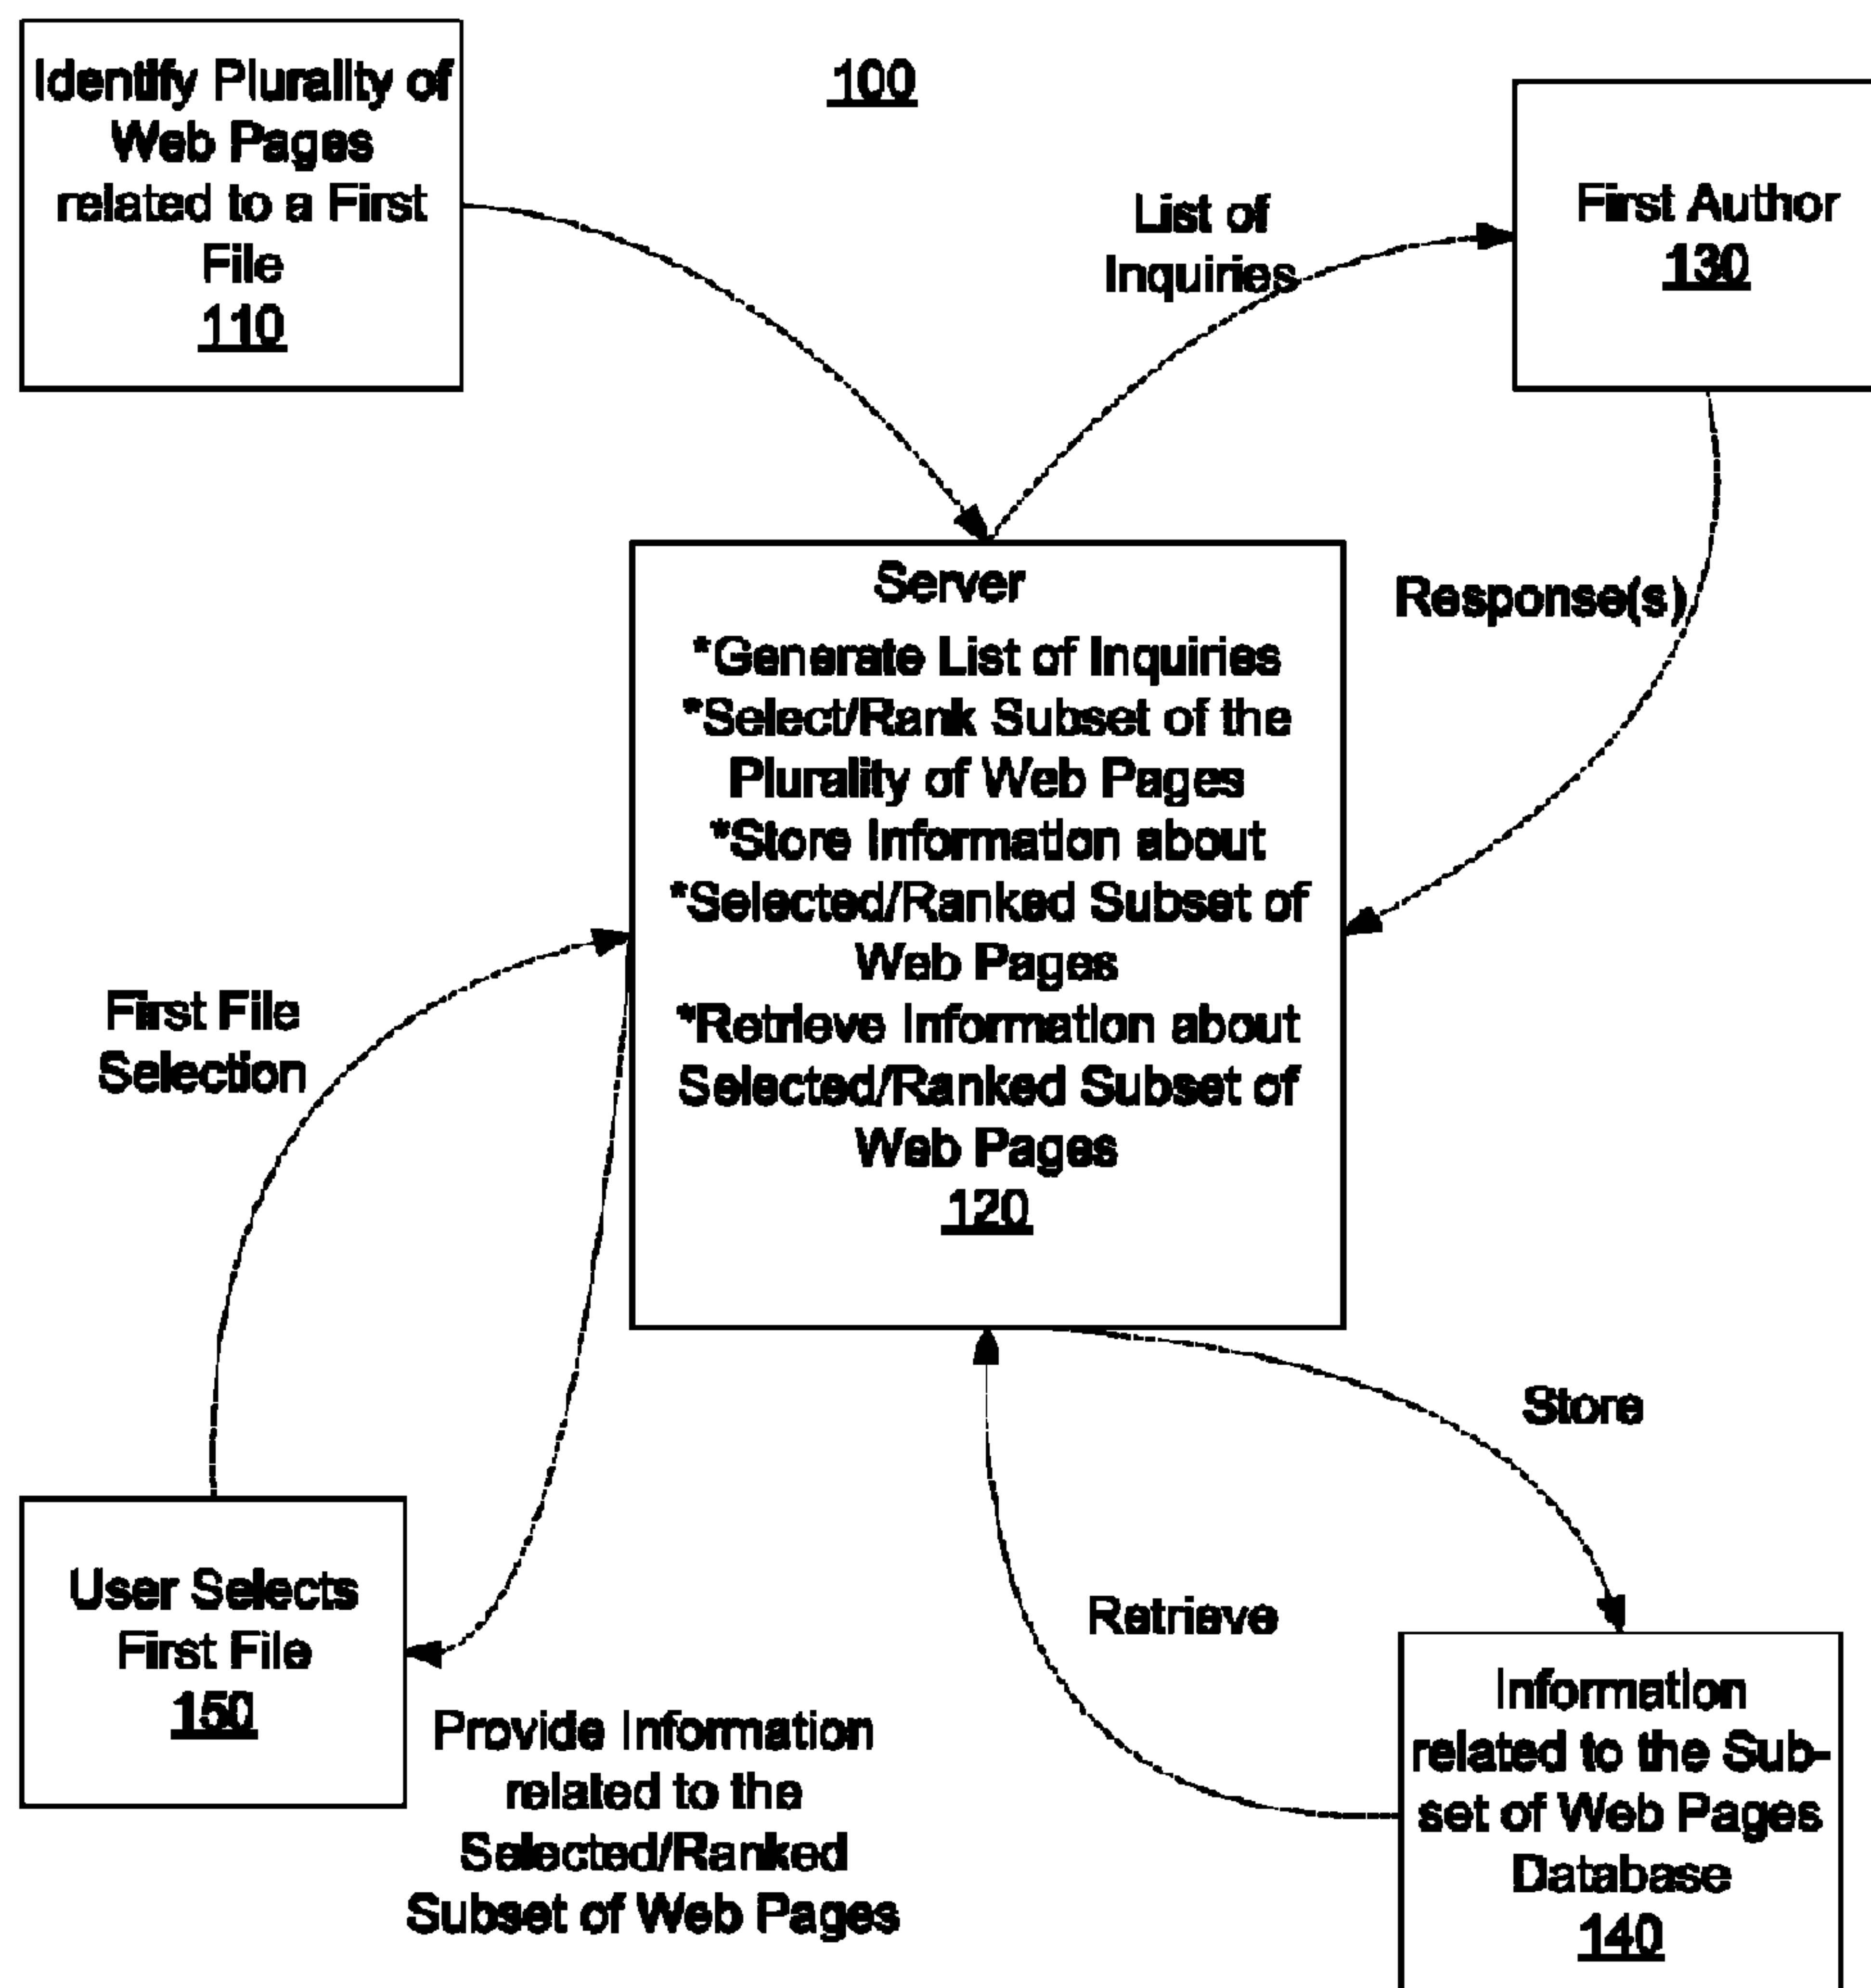 Identify Plurality of
Web Pages
related to a First
File
110
100
List of
Inquiries
First Author
130
Response(s)
Server
*Generate List of Inquiries
*Select/Rank Subset of the
Plurality of Web Pages
*Store Information about
*Selected/Ranked Subset of
Web Pages
*Retrieve Information about
Selected/Ranked Subset of
Web Pages
120
First File
Selection
User Selects
First File
150
Provide Information
related to the
Selected/Ranked
Subset of Web Pages
Store
Retrieve
Information
related to the Sub-
set of Web Pages
Database
140